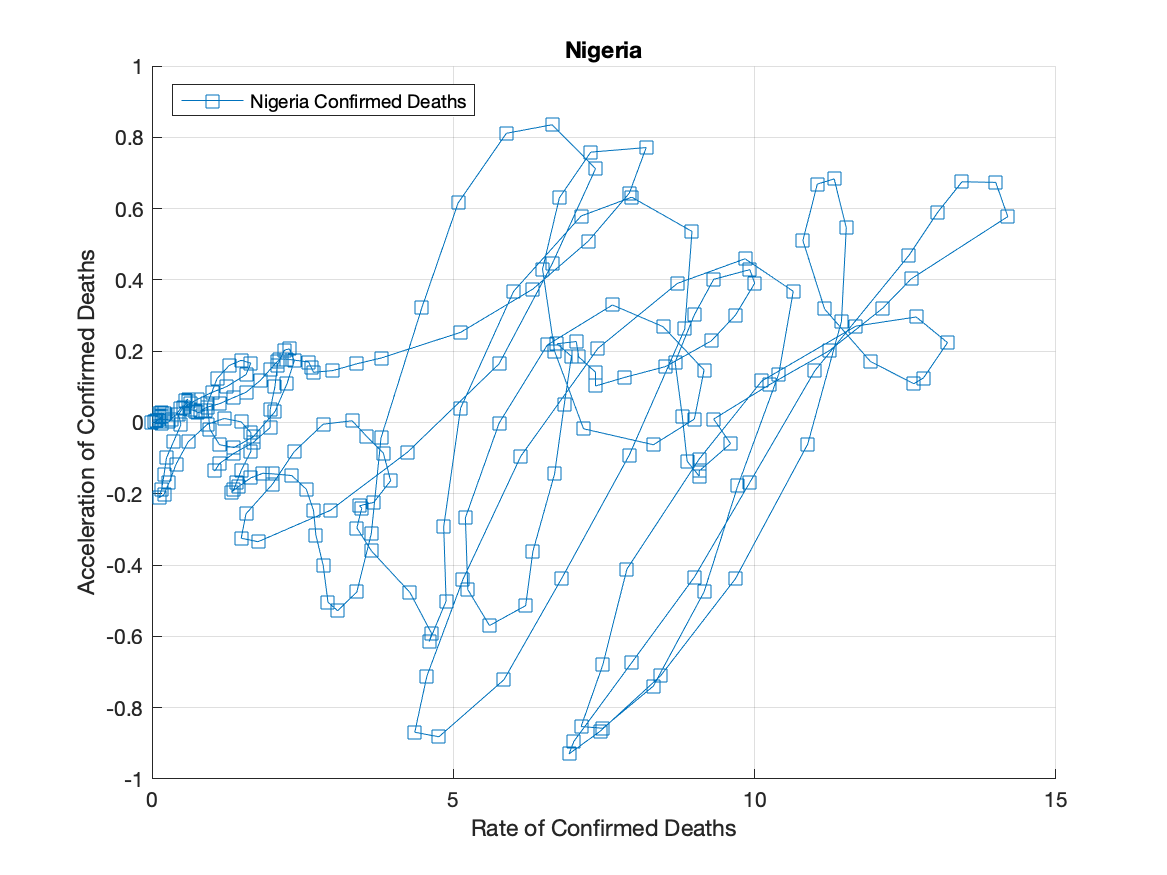 Nigeria
1
Nigeria Confirmed Deaths
0.8
0.6
0.4
0.2
0
-0.2
-0.4
-0.6
-0.8
-1
Acceleration of Confirmed Deaths
0 5 10 15
Rate of Confirmed Deaths